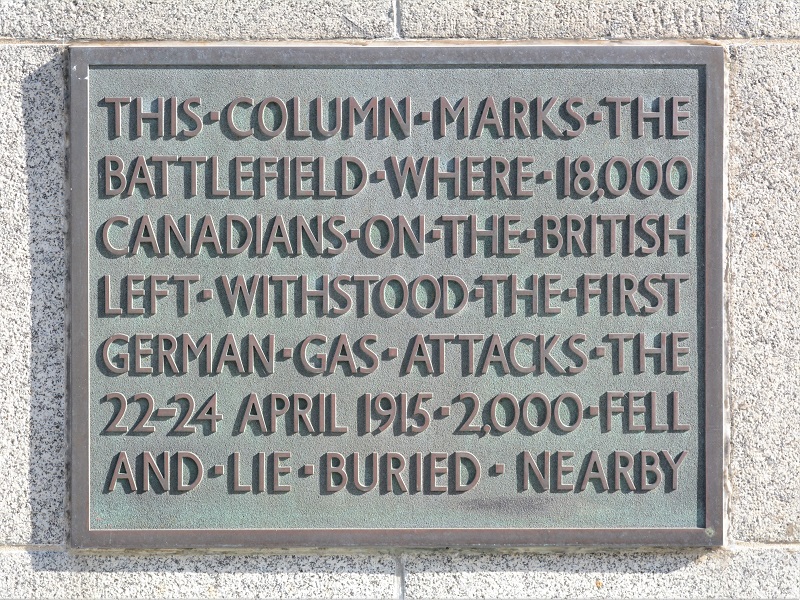 THIS·COLUMN·MARKS·THE
BATTLEFIELD·WHERE·18,000
CANADIANS·ON·THE·BRITISH
LEFT·WITHSTOOD·THE·FIRST
GERMAN·GAS·ATTACKS·THE
22-24 APRIL 1915·2,000·FELL
AND·LIE·BURIED·NEARBY